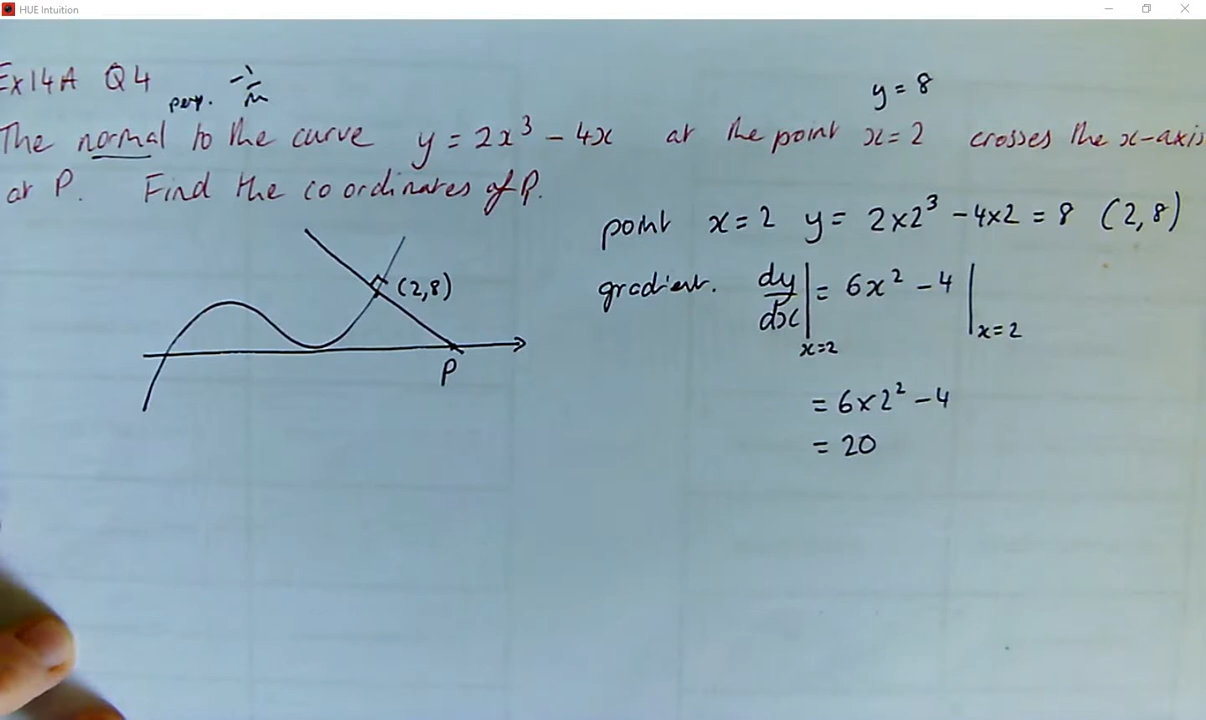 HUE Intuition
Ex14A Q4
perp. -1/m
y = 8
The normal to the curve y = 2x³ - 4x at the point x = 2 crosses the x-axis
at P. Find the coordinates of P.
point x = 2 y = 2×2³ - 4×2 = 8 (2,8)
(2,8)
P
gradient. dy/dx |x=2 = 6x² - 4 |x=2
= 6×2² - 4
= 20